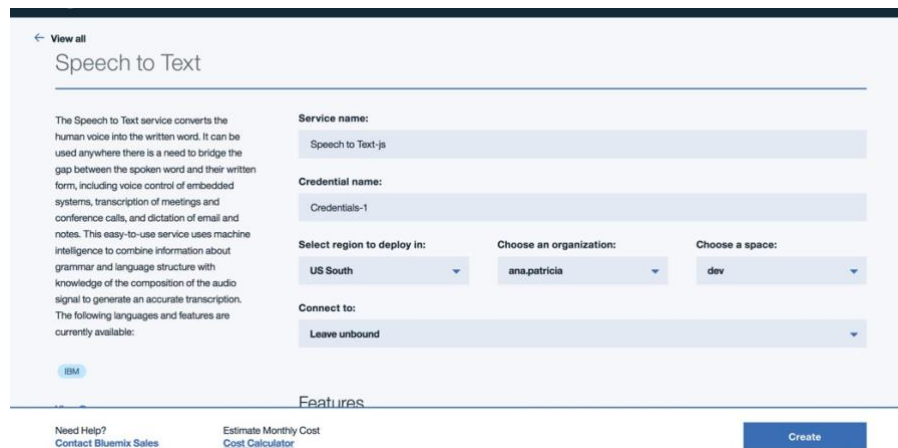 View all
Speech to Text
The Speech to Text service converts the
human voice into the written word. It can be
used anywhere there is a need to bridge the
gap between the spoken word and their written
form, including voice control of embedded
systems, transcription of meetings and
conference calls, and dictation of email and
notes. This easy-to-use service uses machine
intelligence to combine information about
grammar and language structure with
knowledge of the composition of the audio
signal to generate an accurate transcription.
The following languages and features are
currently available:
IBM
Service name:
Speech to Text-js
Credential name:
Credentials-1
Select region to deploy in: Choose an organization: Choose a space:
US South ana.patricia dev
Connect to:
Leave unbound
Features
Need Help? Estimate Monthly Cost
Contact Bluemix Sales Cost Calculator
Create